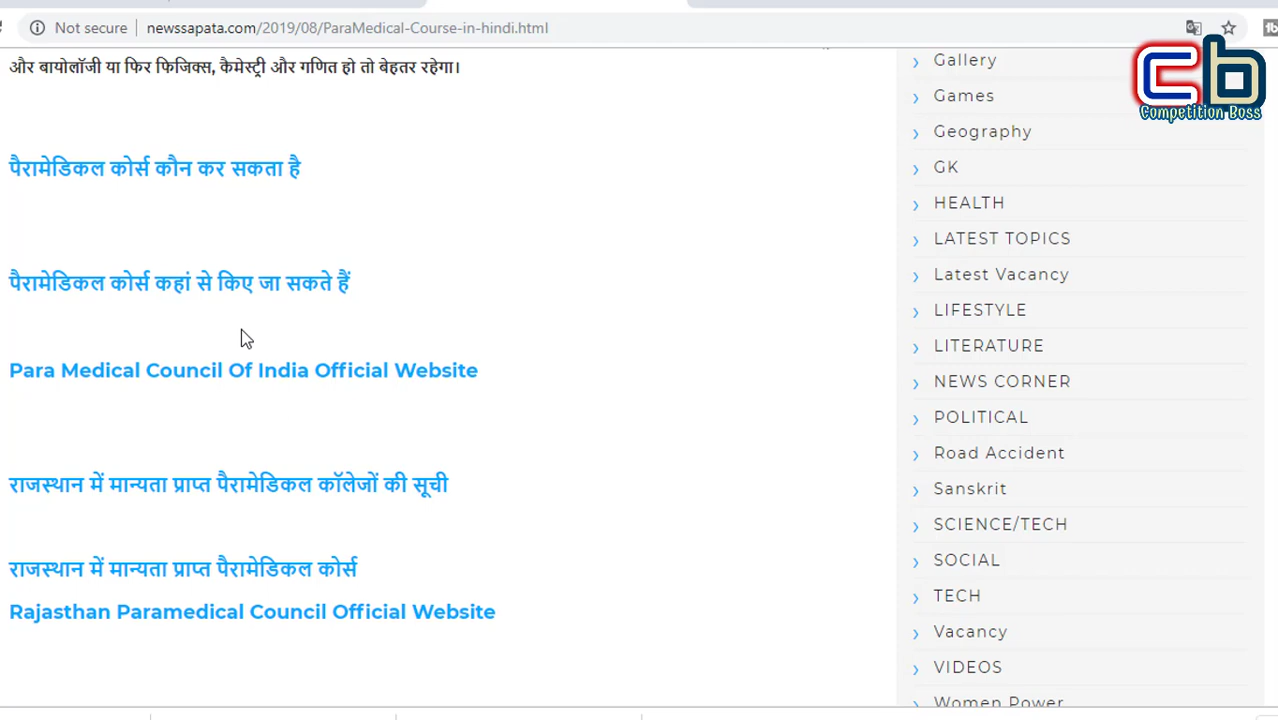 Not secure
newssapata.com/2019/08/ParaMedical-Course-in-hindi.html
और बायोलॉजी या फिर फिजिक्स, कैमेस्ट्री और गणित हो तो बेहतर रहेगा।
पैरामेडिकल कोर्स कौन कर सकता है
पैरामेडिकल कोर्स कहां से किए जा सकते हैं
Para Medical Council Of India Official Website
राजस्थान में मान्यता प्राप्त पैरामेडिकल कॉलेजों की सूची
राजस्थान में मान्यता प्राप्त पैरामेडिकल कोर्स
Rajasthan Paramedical Council Official Website
Gallery
Games
Geography
GK
HEALTH
LATEST TOPICS
Latest Vacancy
LIFESTYLE
LITERATURE
NEWS CORNER
POLITICAL
Road Accident
Sanskrit
SCIENCE/TECH
SOCIAL
TECH
Vacancy
VIDEOS
Women Power
Cb
Competition Boss